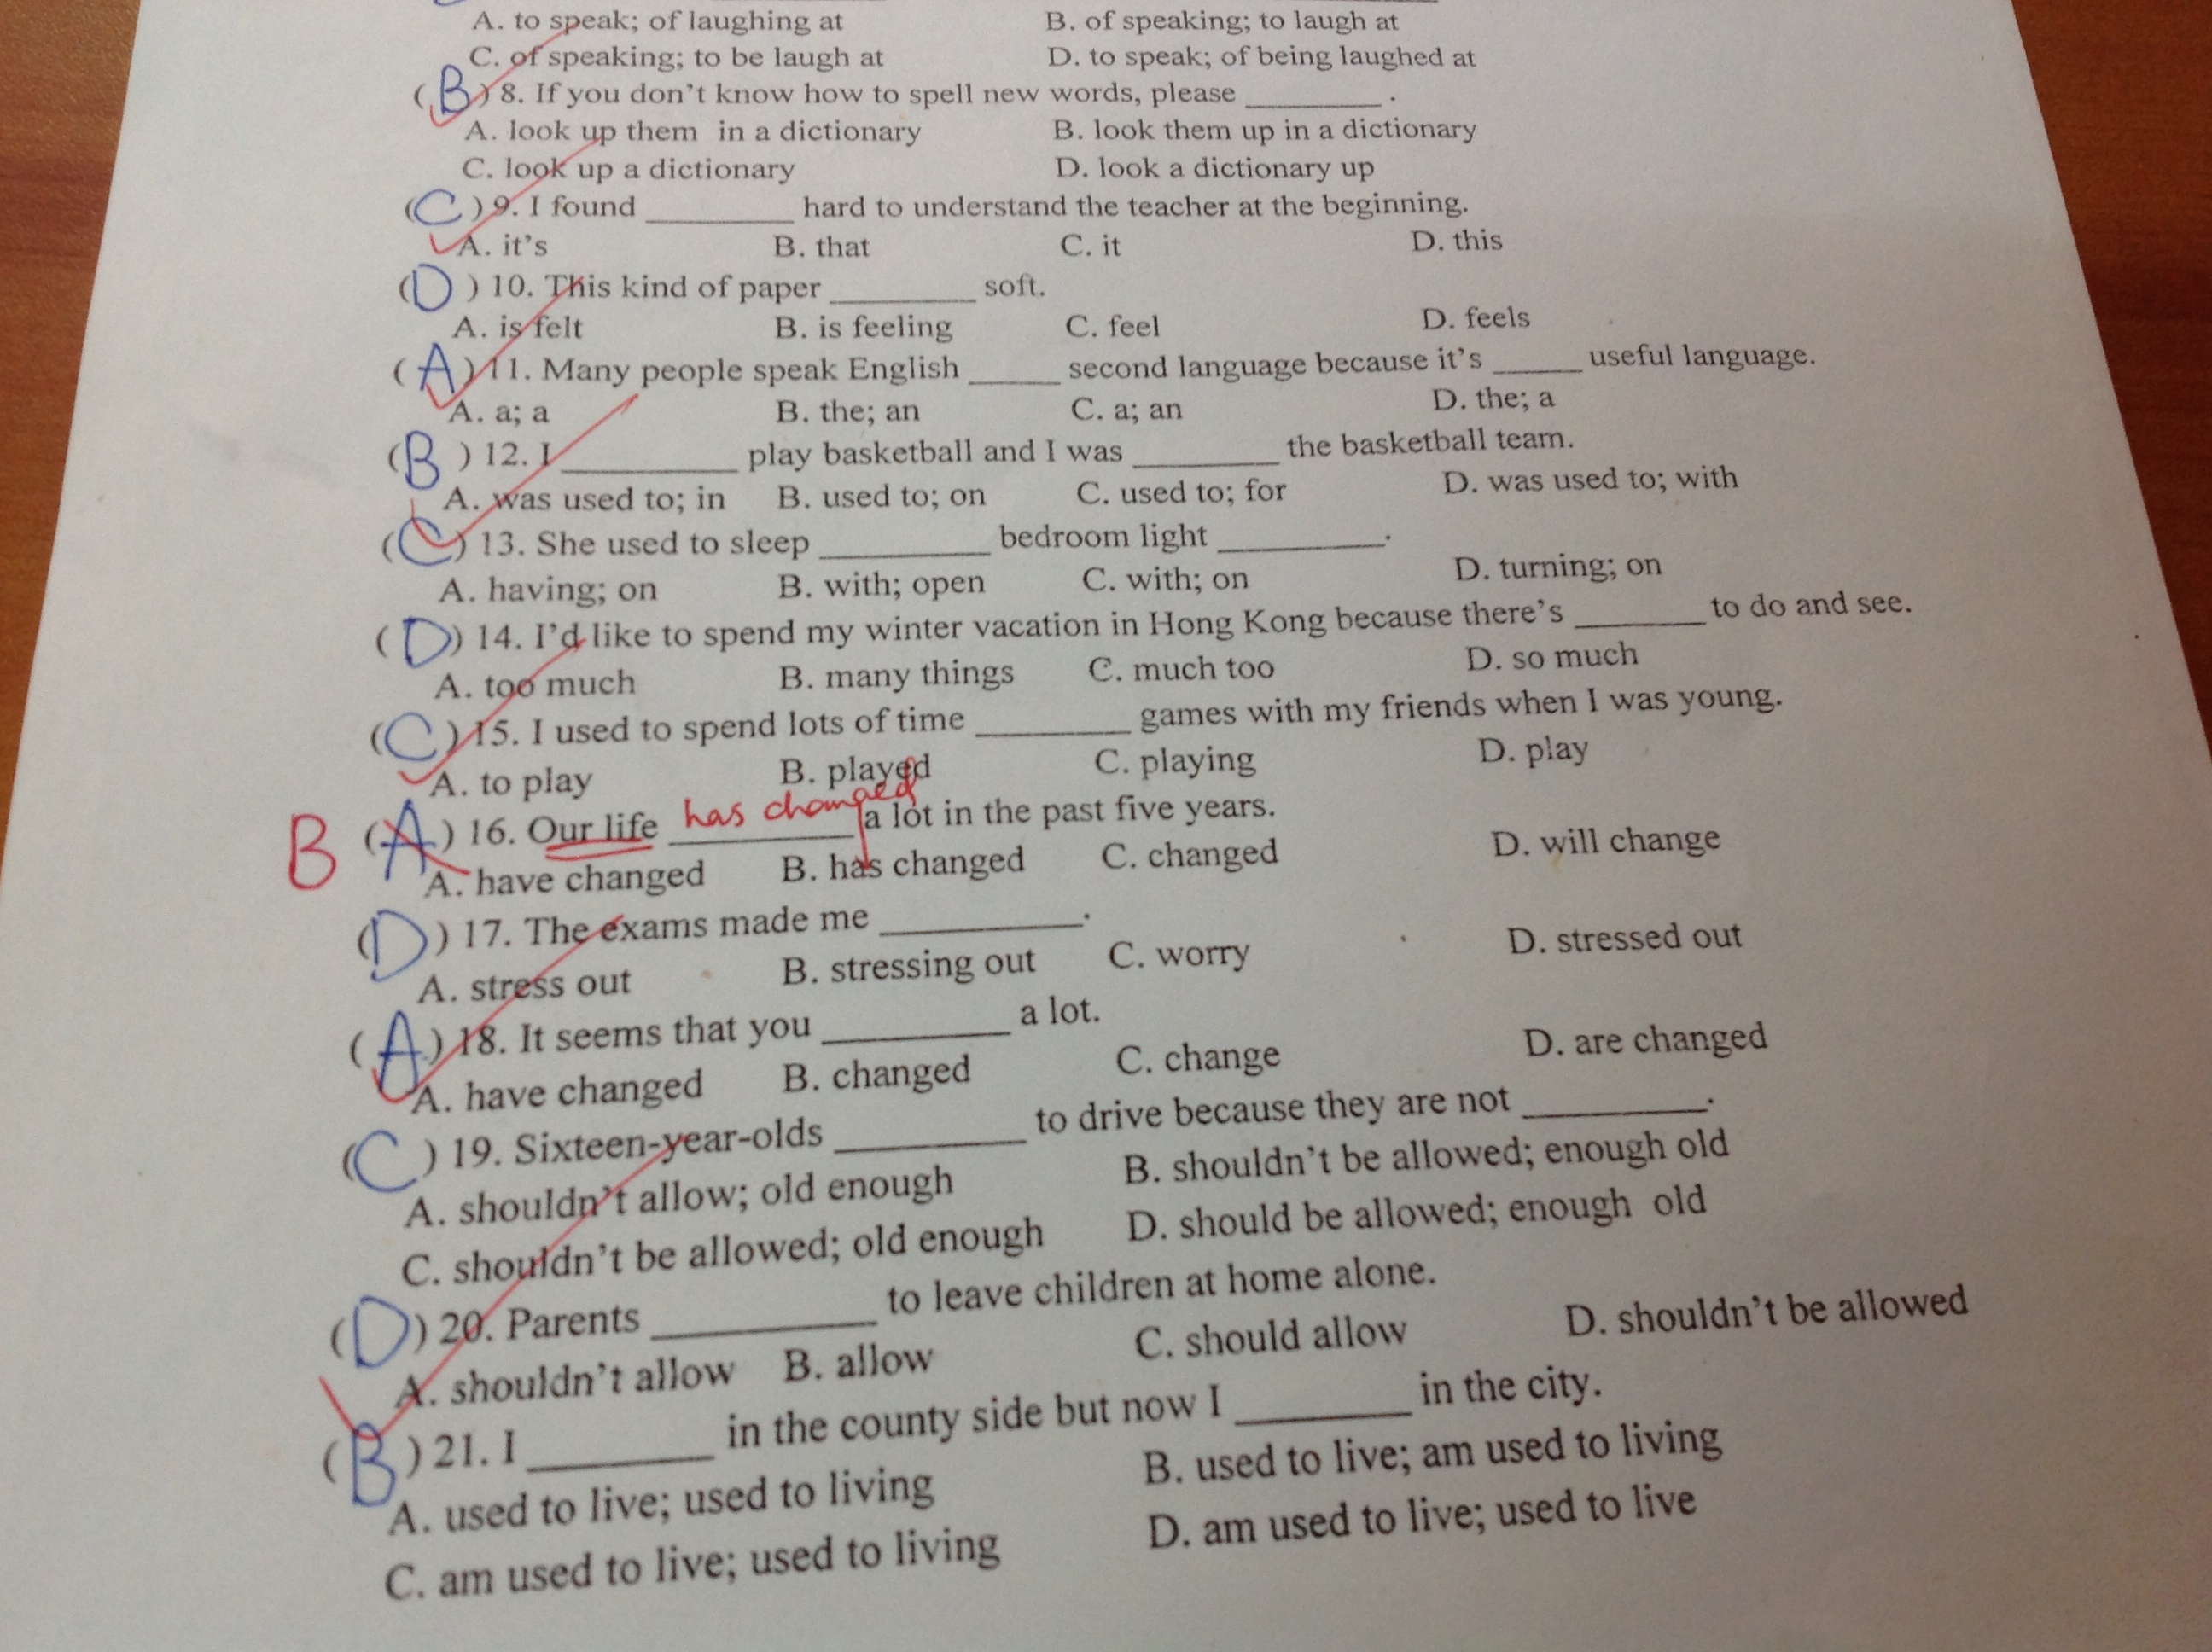 A. to speak; of laughing at B. of speaking; to laugh at
C. of speaking; to be laugh at D. to speak; of being laughed at
(B) 8. If you don't know how to spell new words, please ________ .
A. look up them in a dictionary B. look them up in a dictionary
C. look up a dictionary D. look a dictionary up
(C) 9. I found ________ hard to understand the teacher at the beginning.
A. it's B. that C. it D. this
(D) 10. This kind of paper ________ soft.
A. is felt B. is feeling C. feel D. feels
(A) 11. Many people speak English _____ second language because it's _____ useful language.
A. a; a B. the; an C. a; an D. the; a
(B) 12. I ________ play basketball and I was ________ the basketball team.
A. was used to; in B. used to; on C. used to; for D. was used to; with
(C) 13. She used to sleep ________ bedroom light ________.
A. having; on B. with; open C. with; on D. turning; on
(D) 14. I'd like to spend my winter vacation in Hong Kong because there's _______ to do and see.
A. too much B. many things C. much too D. so much
(C) 15. I used to spend lots of time ________ games with my friends when I was young.
A. to play B. played C. playing D. play
B (A) 16. Our life has changed a lot in the past five years.
A. have changed B. has changed C. changed D. will change
(D) 17. The exams made me ________.
A. stress out B. stressing out C. worry D. stressed out
(A) 18. It seems that you ________ a lot.
A. have changed B. changed C. change D. are changed
(C) 19. Sixteen-year-olds ________ to drive because they are not ________.
A. shouldn't allow; old enough B. shouldn't be allowed; enough old
C. shouldn't be allowed; old enough D. should be allowed; enough old
(D) 20. Parents ________ to leave children at home alone.
A. shouldn't allow B. allow C. should allow D. shouldn't be allowed
(B) 21. I ________ in the county side but now I ________ in the city.
A. used to live; used to living B. used to live; am used to living
C. am used to live; used to living D. am used to live; used to live